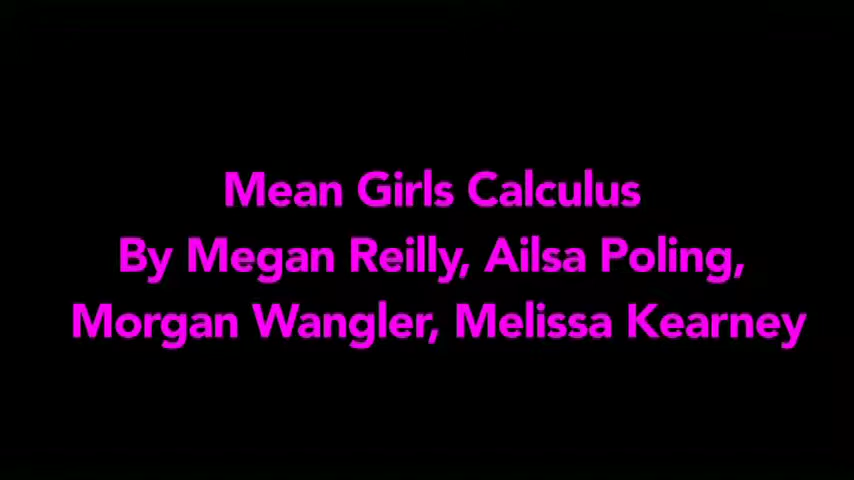 Mean Girls Calculus
By Megan Reilly, Ailsa Poling,
Morgan Wangler, Melissa Kearney